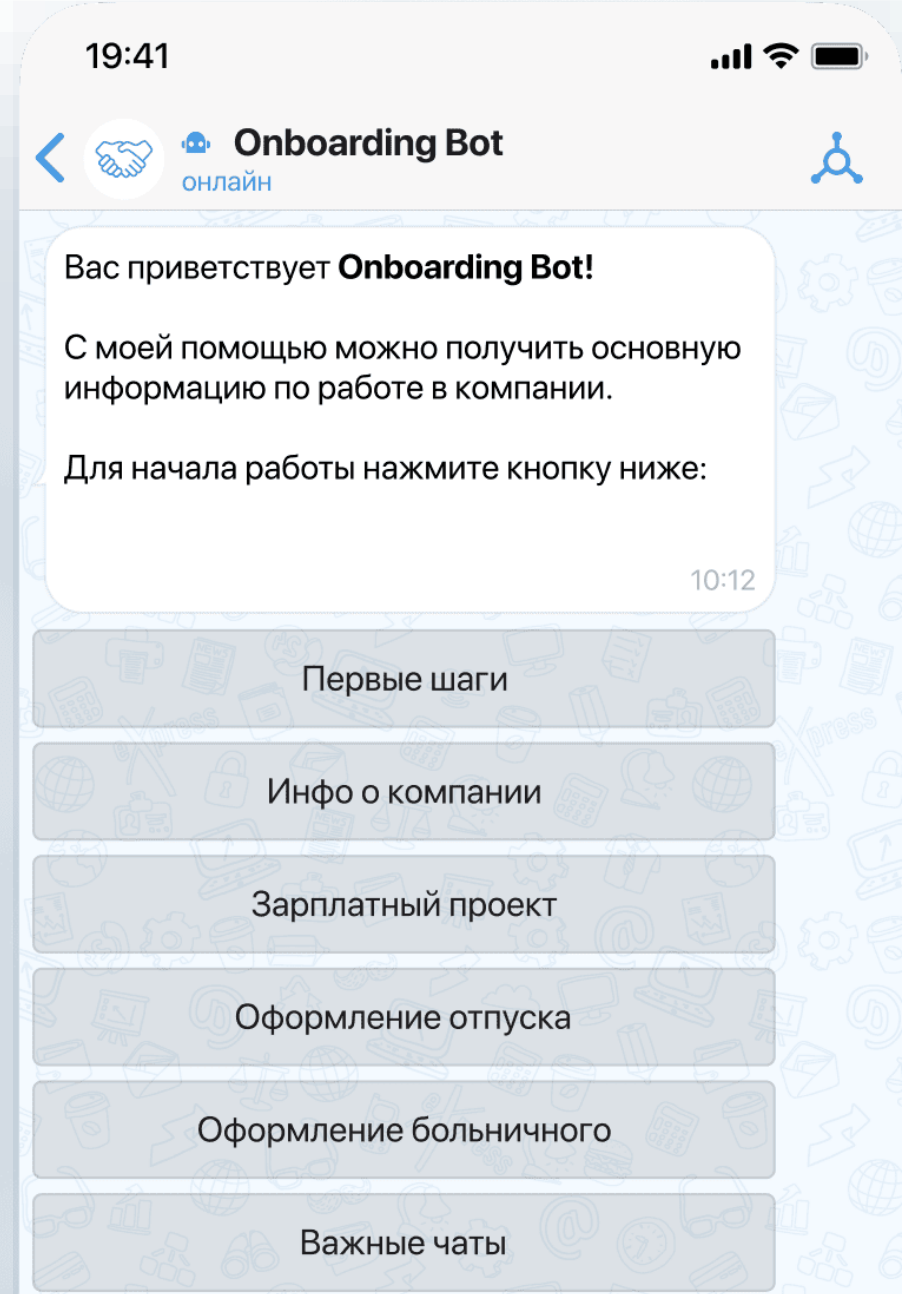 19:41
Onboarding Bot
онлайн
Вас приветствует Onboarding Bot!
С моей помощью можно получить основную
информацию по работе в компании.
Для начала работы нажмите кнопку ниже:
10:12
Первые шаги
Инфо о компании
Зарплатный проект
Оформление отпуска
Оформление больничного
Важные чаты